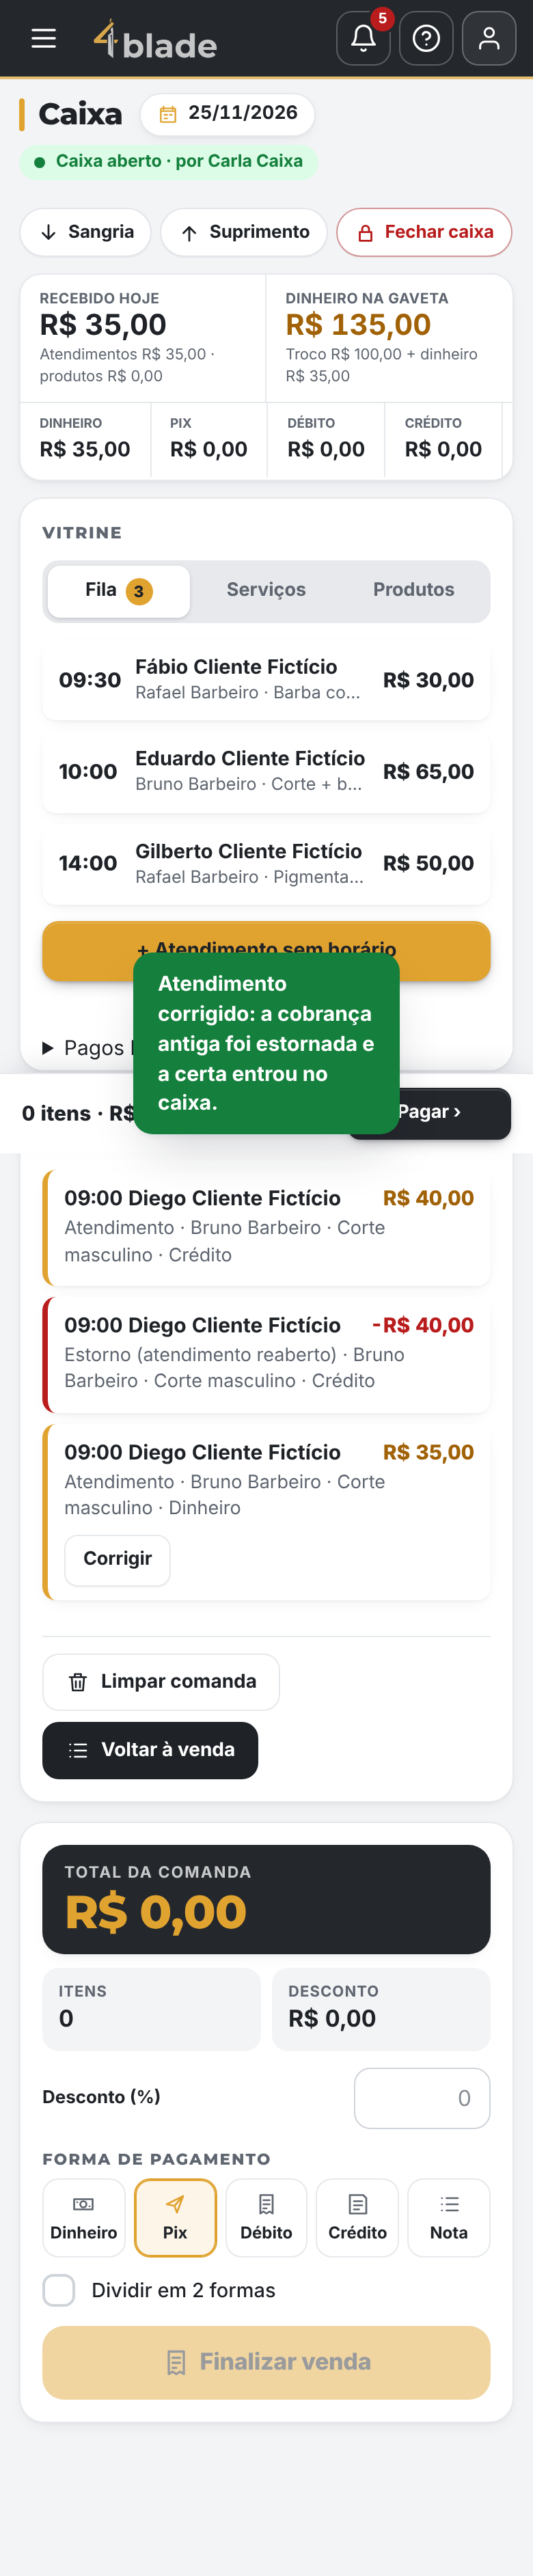 4blade
5
Caixa
25/11/2026
Caixa aberto · por Carla Caixa
Sangria
Suprimento
Fechar caixa
RECEBIDO HOJE
R$ 35,00
Atendimentos R$ 35,00 ·
produtos R$ 0,00
DINHEIRO NA GAVETA
R$ 135,00
Troco R$ 100,00 + dinheiro
R$ 35,00
DINHEIRO
R$ 35,00
PIX
R$ 0,00
DÉBITO
R$ 0,00
CRÉDITO
R$ 0,00
VITRINE
Fila 3
Serviços
Produtos
09:30
Fábio Cliente Fictício
Rafael Barbeiro · Barba co...
R$ 30,00
10:00
Eduardo Cliente Fictício
Bruno Barbeiro · Corte + b...
R$ 65,00
14:00
Gilberto Cliente Fictício
Rafael Barbeiro · Pigmenta...
R$ 50,00
+ Atendimento sem horário
Atendimento
corrigido: a cobrança
antiga foi estornada e
a certa entrou no
caixa.
Pagos
0 itens · R$
Pagar ›
09:00 Diego Cliente Fictício
R$ 40,00
Atendimento · Bruno Barbeiro · Corte
masculino · Crédito
09:00 Diego Cliente Fictício
-R$ 40,00
Estorno (atendimento reaberto) · Bruno
Barbeiro · Corte masculino · Crédito
09:00 Diego Cliente Fictício
R$ 35,00
Atendimento · Bruno Barbeiro · Corte
masculino · Dinheiro
Corrigir
Limpar comanda
Voltar à venda
TOTAL DA COMANDA
R$ 0,00
ITENS
0
DESCONTO
R$ 0,00
Desconto (%)
0
FORMA DE PAGAMENTO
Dinheiro
Pix
Débito
Crédito
Nota
Dividir em 2 formas
Finalizar venda